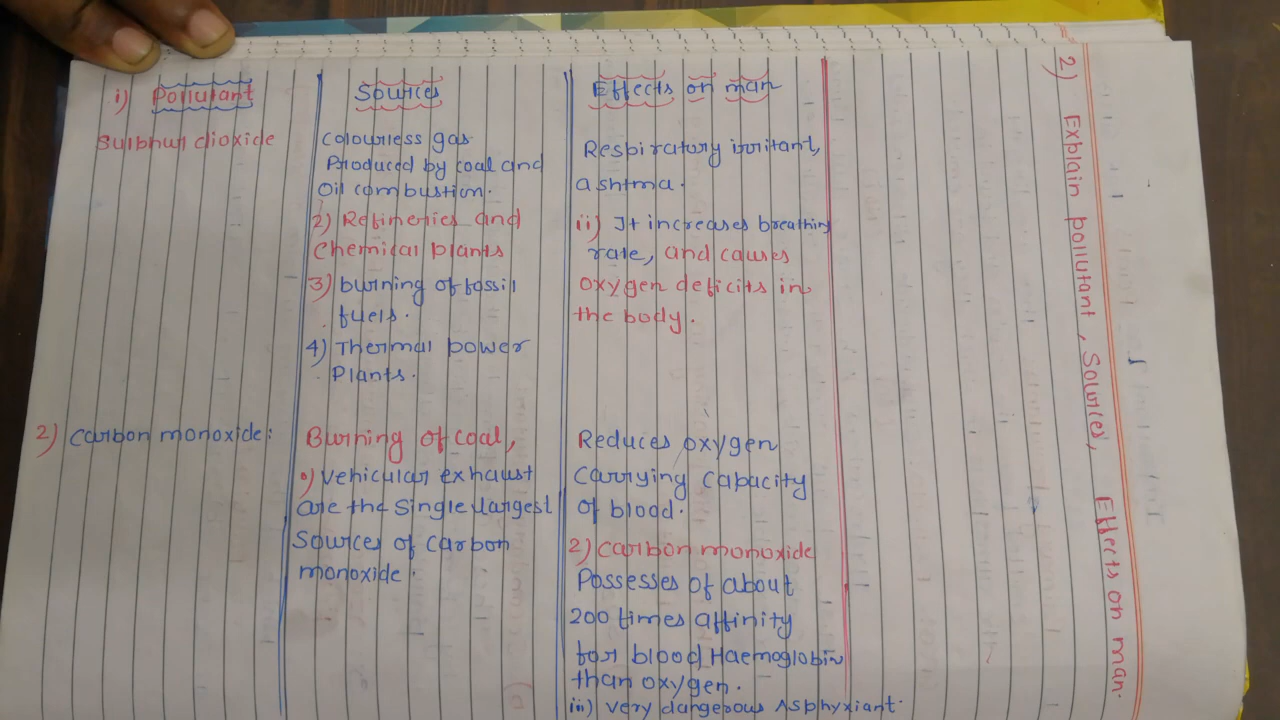 2) Explain pollutant, Sources, Effects on man.
i) Pollutant
Sulphur dioxide
2) Carbon monoxide:
Sources
Colourless gas
Produced by coal and
Oil combustion.
2) Refineries and
Chemical plants
3) burning of fossil
fuels.
4) Thermal power
Plants.
Burning of coal,
vehicular exhaust
are the single largest
Sources of carbon
monoxide.
Effects on man
Respiratory irritant,
ashtma.
ii) It increases breathing
rate, and causes
oxygen deficits in
the body.
Reduces oxygen
Carrying capacity
of blood.
2) Carbon monoxide
Possesses of about
200 times affinity
for blood Haemoglobin
than oxygen.
iii) very dangerous Asphyxiant.